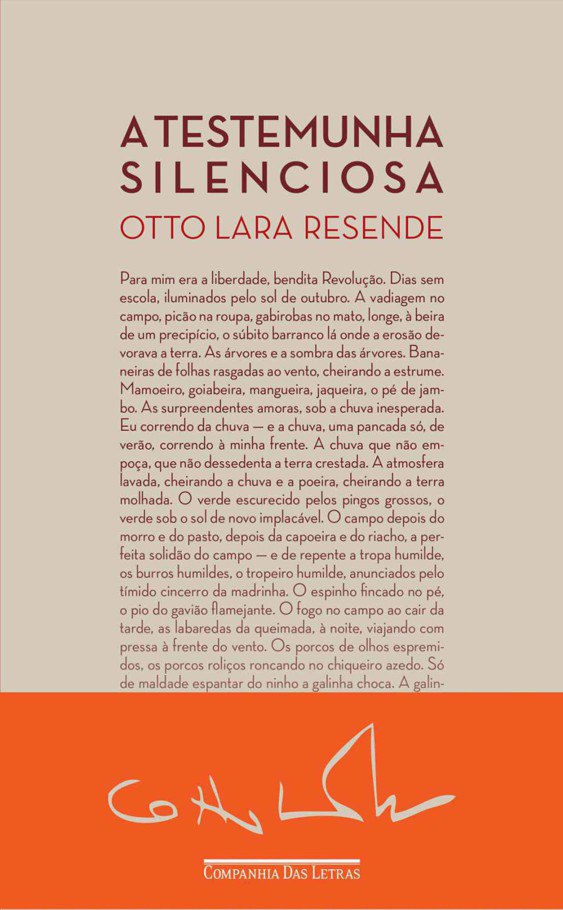 A TESTEMUNHA
SILENCIOSA
OTTO LARA RESENDE
Para mim era a liberdade, bendita Revolução. Dias sem
escola, iluminados pelo sol de outubro. A vadiagem no
campo, picão na roupa, gabirobas no mato, longe, à beira
de um precipício, o súbito barranco lá onde a erosão de-
vorava a terra. As árvores e a sombra das árvores. Bana-
neiras de folhas rasgadas ao vento, cheirando a estrume.
Mamoeiro, goiabeira, mangueira, jaqueira, o pé de jam-
bo. As surpreendentes amoras, sob a chuva inesperada.
Eu correndo da chuva — e a chuva, uma pancada só, de
verão, correndo à minha frente. A chuva que não em-
poça, que não dessedenta a terra crestada. A atmosfera
lavada, cheirando a chuva e a poeira, cheirando a terra
molhada. O verde escurecido pelos pingos grossos, o
verde sob o sol de novo implacável. O campo depois do
morro e do pasto, depois da capoeira e do riacho, a per-
feita solidão do campo — e de repente a tropa humilde,
os burros humildes, o tropeiro humilde, anunciados pelo
tímido cincerro da madrinha. O espinho fincado no pé,
o pio do gavião flamejante. O fogo no campo ao cair da
tarde, as labaredas da queimada, à noite, viajando com
pressa à frente do vento. Os porcos de olhos espremi-
dos, os porcos roliços roncando no chiqueiro azedo. Só
de maldade espantar do ninho a galinha choca. A galin-
Otto L
COMPANHIA DAS LETRAS